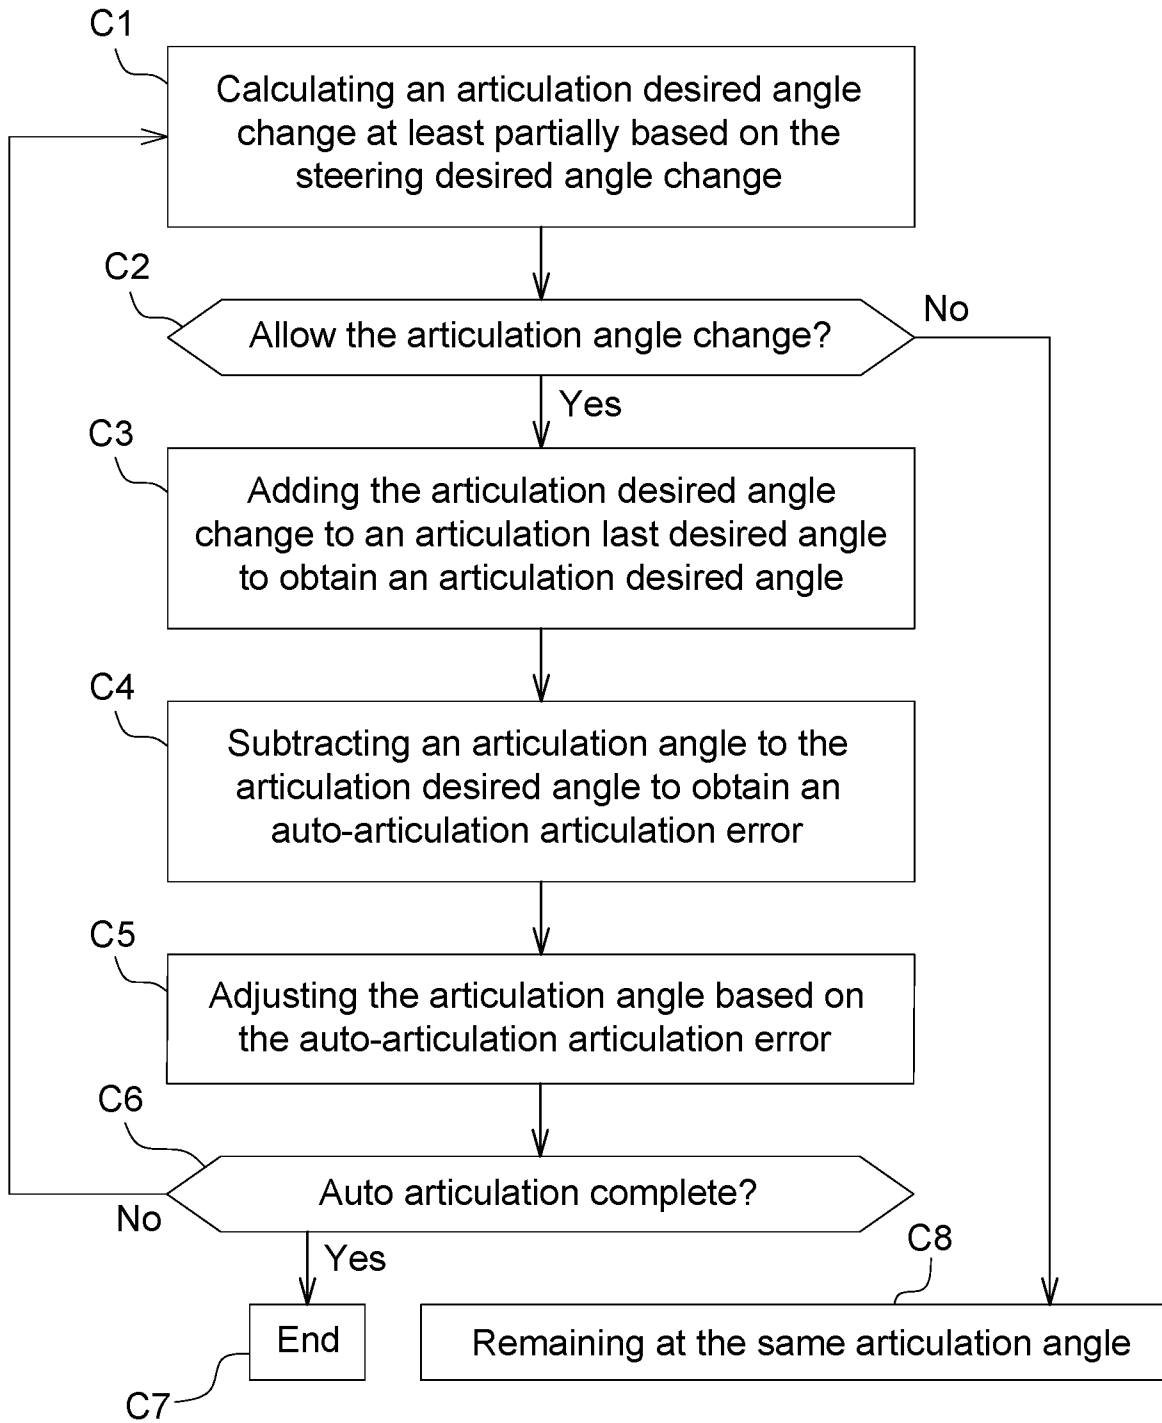 C1
Calculating an articulation desired angle
change at least partially based on the
steering desired angle change
C2
Allow the articulation angle change?
No
Yes
C3
Adding the articulation desired angle
change to an articulation last desired angle
to obtain an articulation desired angle
C4
Subtracting an articulation angle to the
articulation desired angle to obtain an
auto-articulation articulation error
C5
Adjusting the articulation angle based on
the auto-articulation articulation error
C6
Auto articulation complete?
No
Yes
C8
End
Remaining at the same articulation angle
C7